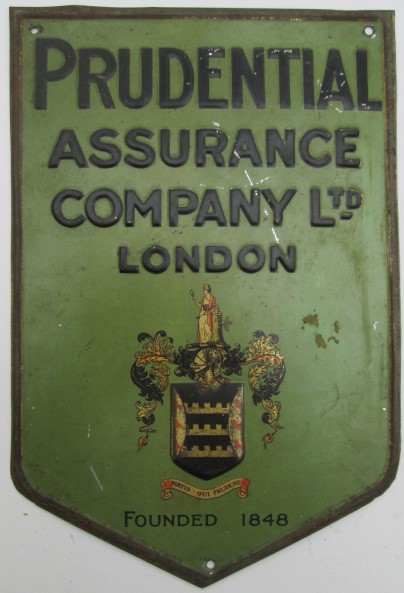 PRUDENTIAL
ASSURANCE
COMPANY LTD
LONDON
FORTIS QUI PRUDENS
FOUNDED 1848